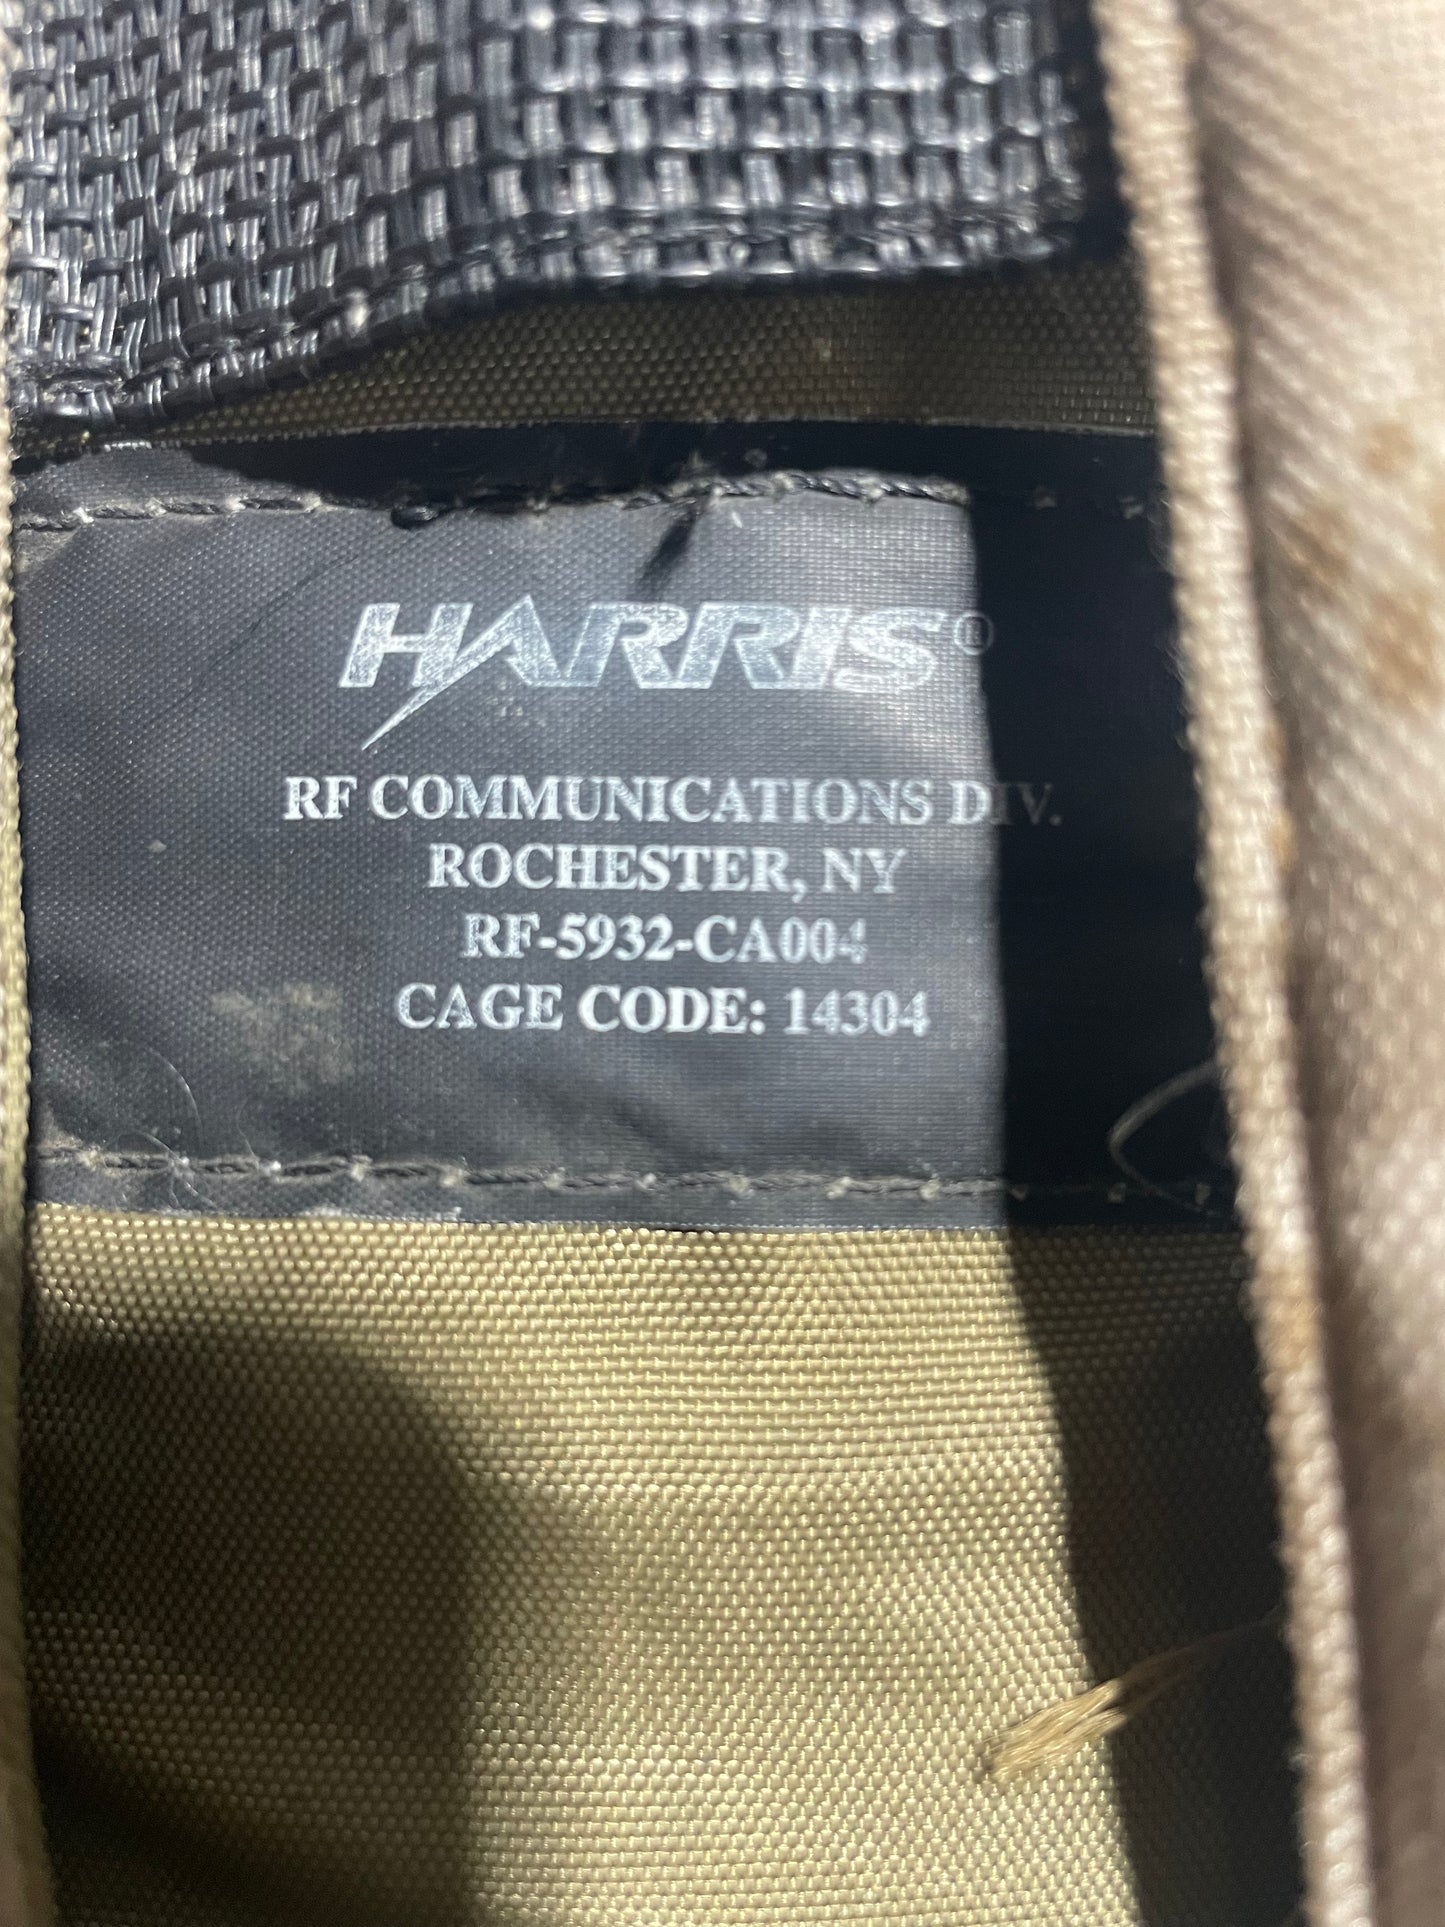 HARRIS®
RF COMMUNICATIONS DIV.
ROCHESTER, NY
RF-5932-CA004
CAGE CODE: 14304